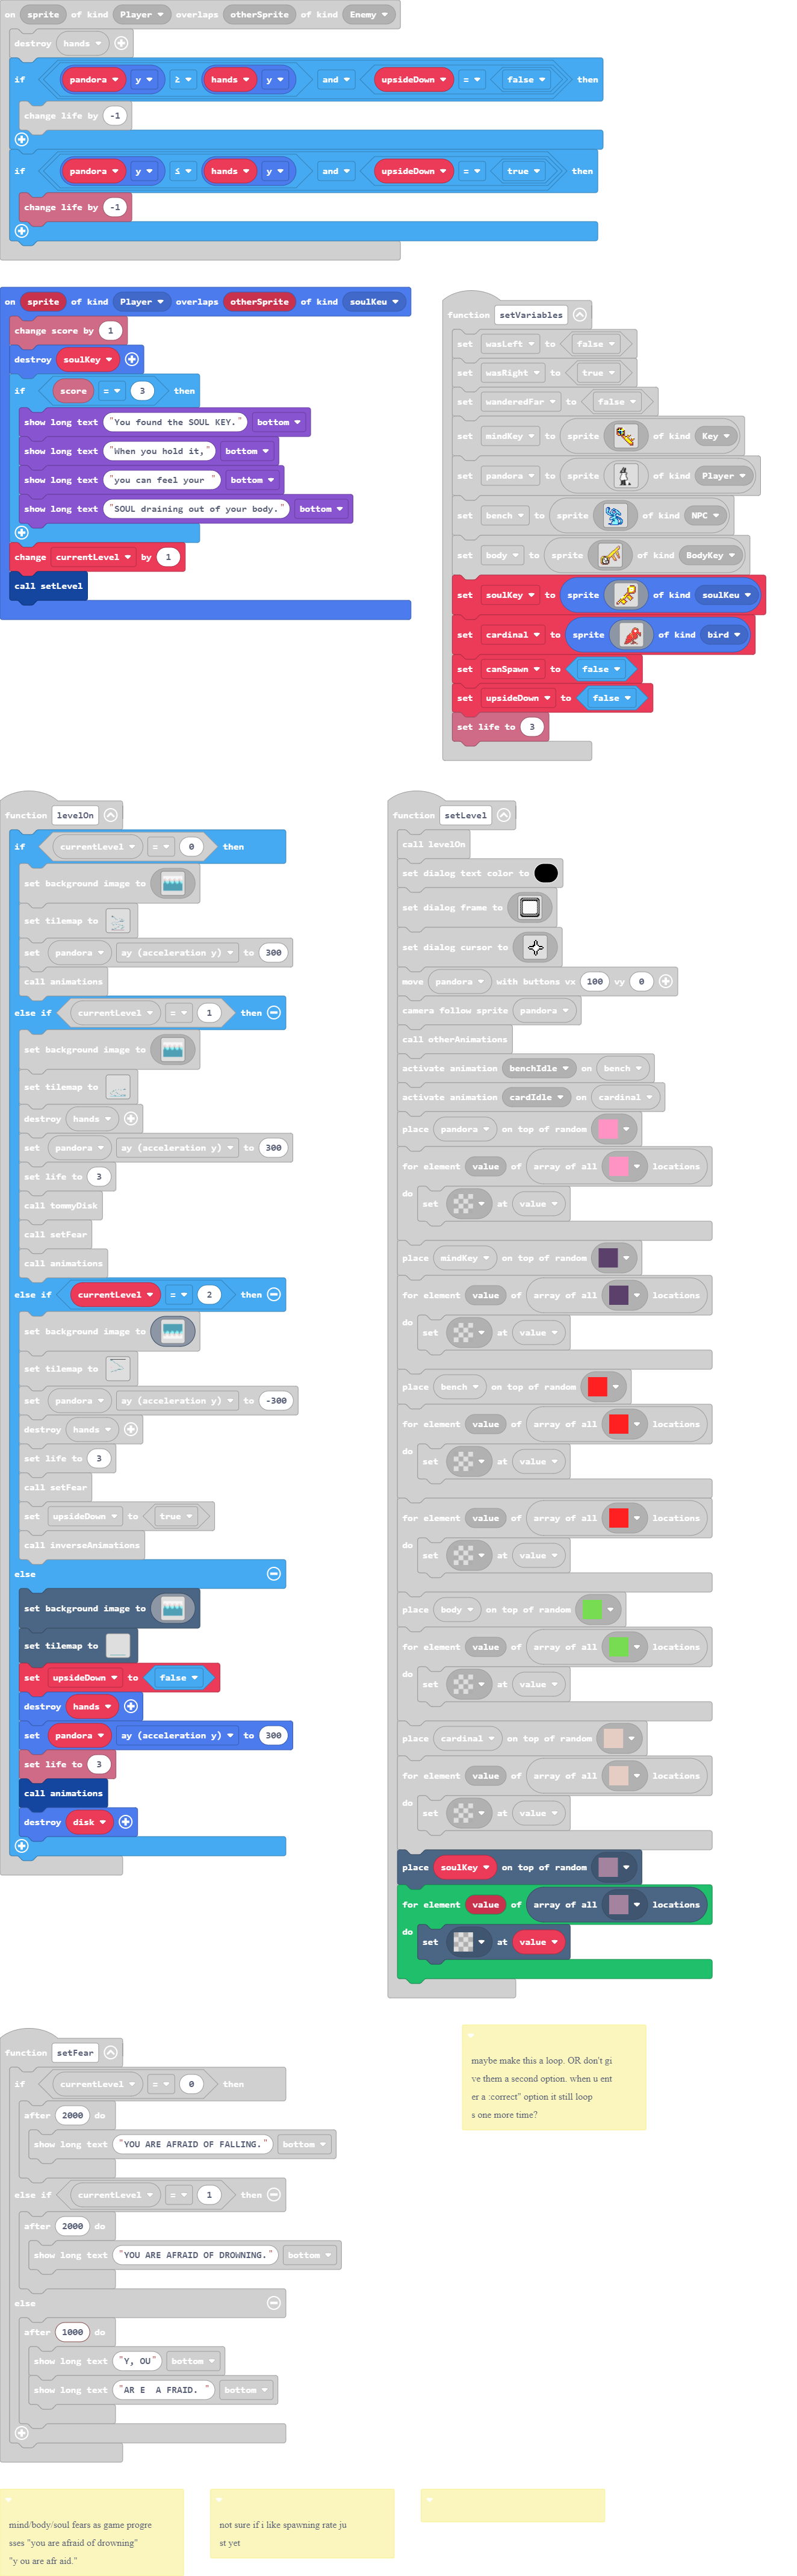 on sprite of kind Player overlaps otherSprite of kind Enemy
destroy hands
if pandora y ≥ hands y and upsideDown = false then
change life by -1
if pandora y ≤ hands y and upsideDown = true then
change life by -1
on sprite of kind Player overlaps otherSprite of kind soulKeu
change score by 1
destroy soulKey
if score = 3 then
show long text "You found the SOUL KEY." bottom
show long text "When you hold it," bottom
show long text "you can feel your " bottom
show long text "SOUL draining out of your body." bottom
change currentLevel by 1
call setLevel
function setVariables
set wasLeft to false
set wasRight to true
set wanderedFar to false
set mindKey to sprite of kind Key
set pandora to sprite of kind Player
set bench to sprite of kind NPC
set body to sprite of kind BodyKey
set soulKey to sprite of kind soulKeu
set cardinal to sprite of kind bird
set canSpawn to false
set upsideDown to false
set life to 3
function levelOn
if currentLevel = 0 then
set background image to
set tilemap to
set pandora ay (acceleration y) to 300
call animations
else if currentLevel = 1 then
set background image to
set tilemap to
destroy hands
set pandora ay (acceleration y) to 300
set life to 3
call tommyDisk
call setFear
call animations
else if currentLevel = 2 then
set background image to
set tilemap to
set pandora ay (acceleration y) to -300
destroy hands
set life to 3
call setFear
set upsideDown to true
call inverseAnimations
else
set background image to
set tilemap to
set upsideDown to false
destroy hands
set pandora ay (acceleration y) to 300
set life to 3
call animations
destroy disk
function setLevel
call levelOn
set dialog text color to
set dialog frame to
set dialog cursor to
move pandora with buttons vx 100 vy 0
camera follow sprite pandora
call otherAnimations
activate animation benchIdle on bench
activate animation cardIdle on cardinal
place pandora on top of random
for element value of array of all locations
do set at value
place mindKey on top of random
for element value of array of all locations
do set at value
place bench on top of random
for element value of array of all locations
do set at value
for element value of array of all locations
do set at value
place body on top of random
for element value of array of all locations
do set at value
place cardinal on top of random
for element value of array of all locations
do set at value
place soulKey on top of random
for element value of array of all locations
do set at value
function setFear
if currentLevel = 0 then
after 2000 do
show long text "YOU ARE AFRAID OF FALLING." bottom
else if currentLevel = 1 then
after 2000 do
show long text "YOU ARE AFRAID OF DROWNING." bottom
else
after 1000 do
show long text "Y, OU" bottom
show long text "AR E  A FRAID. " bottom
maybe make this a loop. OR don't gi
ve them a second option. when u ent
er a :correct" option it still loop
s one more time?
mind/body/soul fears as game progre
sses "you are afraid of drowning"
"y ou are afr aid."
not sure if i like spawning rate ju
st yet